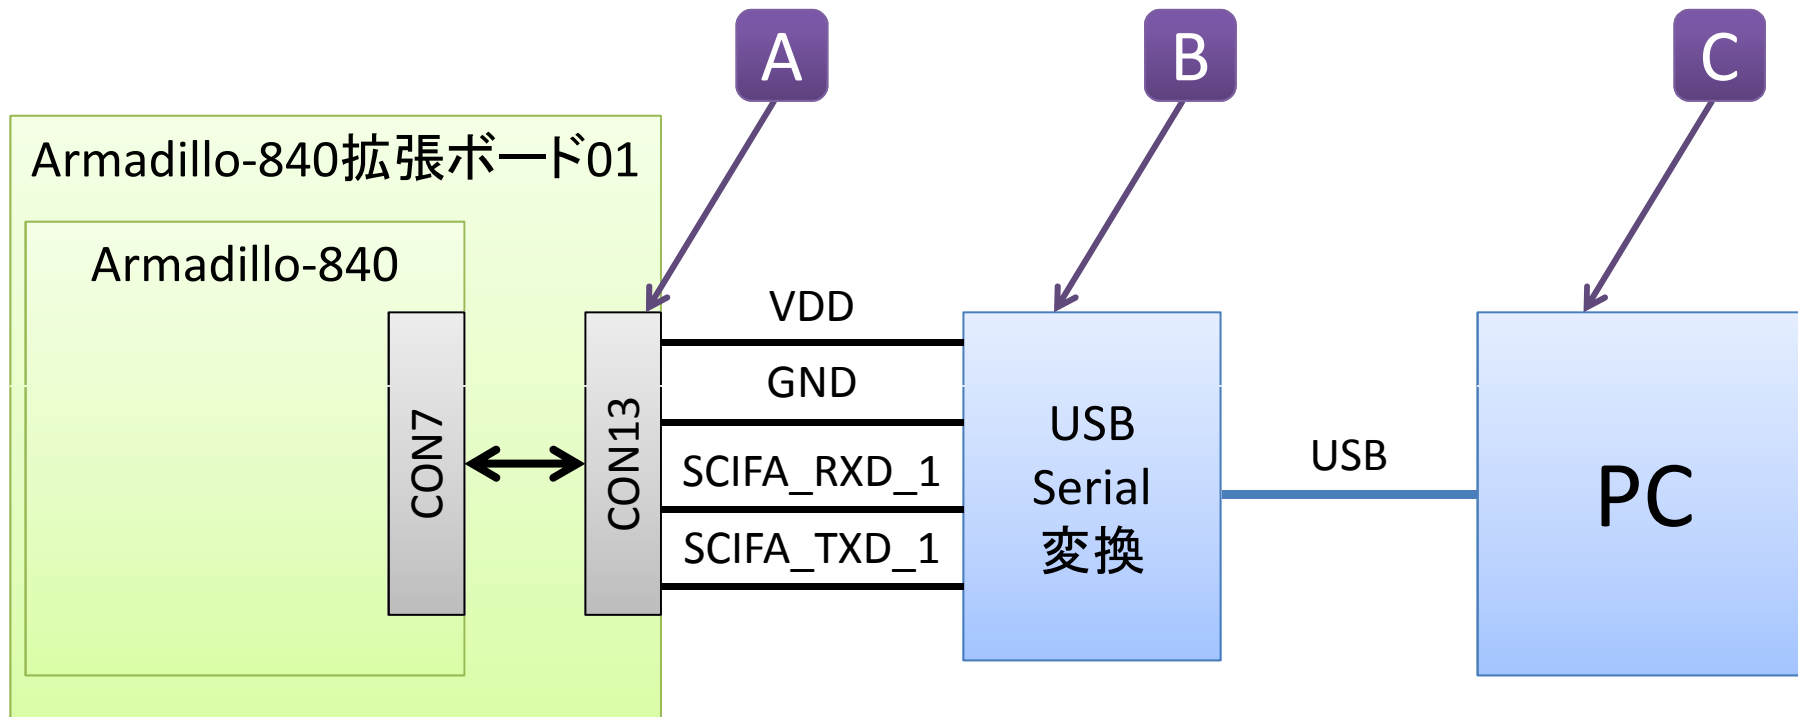 A
B
C
Armadillo-840拡張ボード01
Armadillo-840
CON7
CON13
VDD
GND
SCIFA_RXD_1
SCIFA_TXD_1
USB
Serial
変換
USB
PC